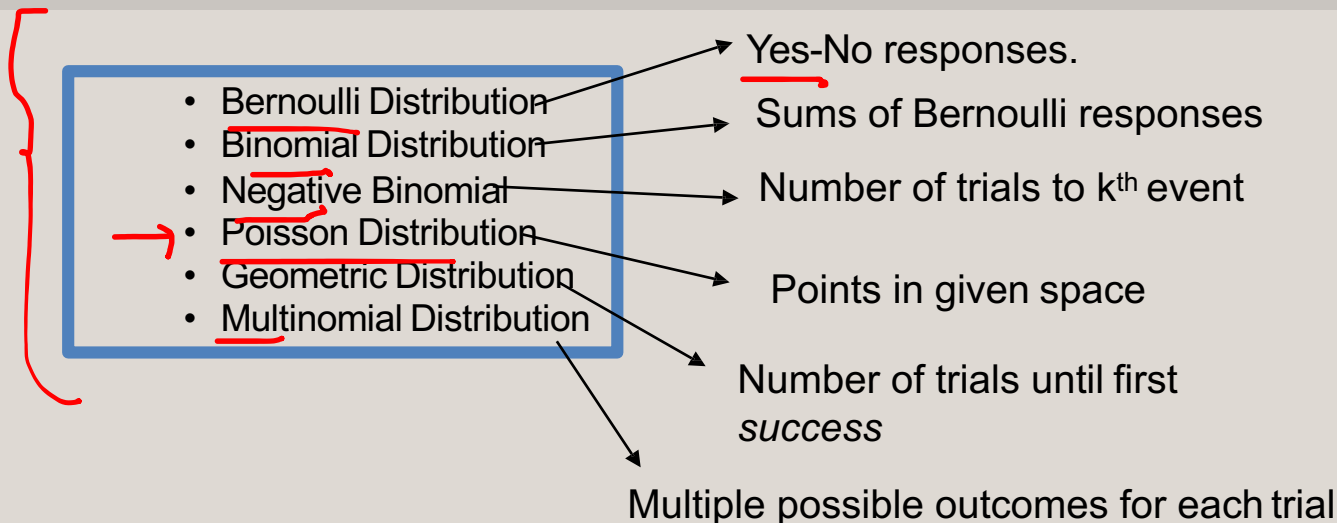 • Bernoulli Distribution
• Binomial Distribution
• Negative Binomial
• Poisson Distribution
• Geometric Distribution
• Multinomial Distribution
Yes-No responses.
Sums of Bernoulli responses
Number of trials to kth event
Points in given space
Number of trials until first
success
Multiple possible outcomes for each trial